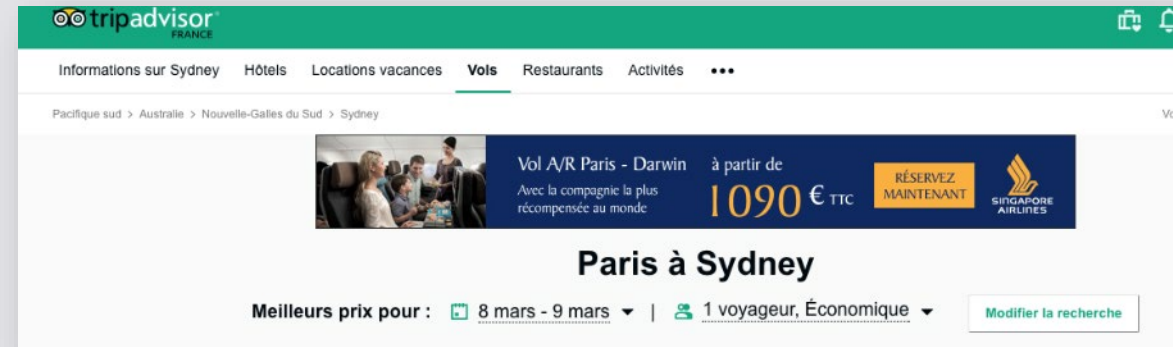 tripadvisor
FRANCE
Informations sur Sydney Hôtels Locations vacances Vols Restaurants Activités •••
Pacifique sud > Australie > Nouvelle-Galles du Sud > Sydney
Vol A/R Paris - Darwin
Avec la compagnie la plus
récompensée au monde
à partir de
1090 € TTC
RÉSERVEZ
MAINTENANT
SINGAPORE
AIRLINES
Paris à Sydney
Meilleurs prix pour : 8 mars - 9 mars | 1 voyageur, Économique Modifier la recherche